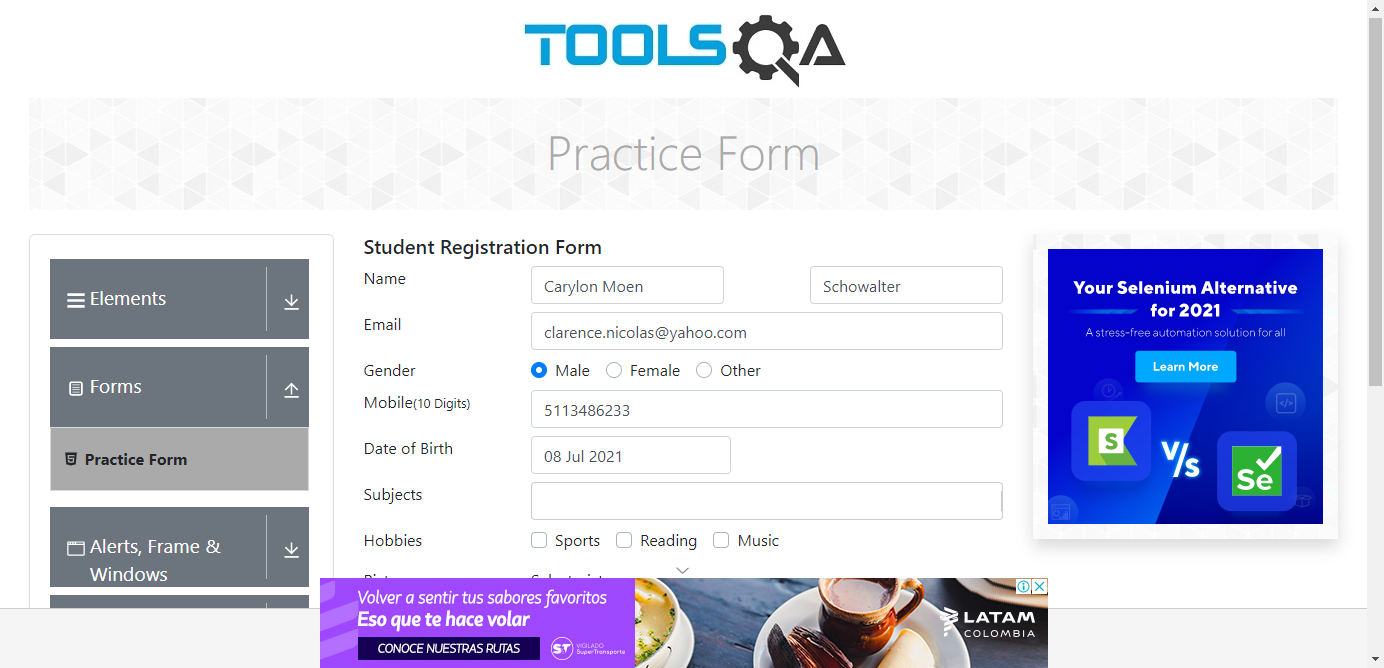 TOOLSQA
Practice Form
Elements
Forms
Practice Form
Alerts, Frame &
Windows
Student Registration Form
Name
Carylon Moen
Schowalter
Email
clarence.nicolas@yahoo.com
Gender
Male
Female
Other
Mobile(10 Digits)
5113486233
Date of Birth
08 Jul 2021
Subjects
Hobbies
Sports
Reading
Music
Your Selenium Alternative
for 2021
A stress-free automation solution for all
Learn More
S
V/s
Se
Volver a sentir tus sabores favoritos
Eso que te hace volar
CONOCE NUESTRAS RUTAS
ST
VIGILADO
SuperTransporte
LATAM
COLOMBIA